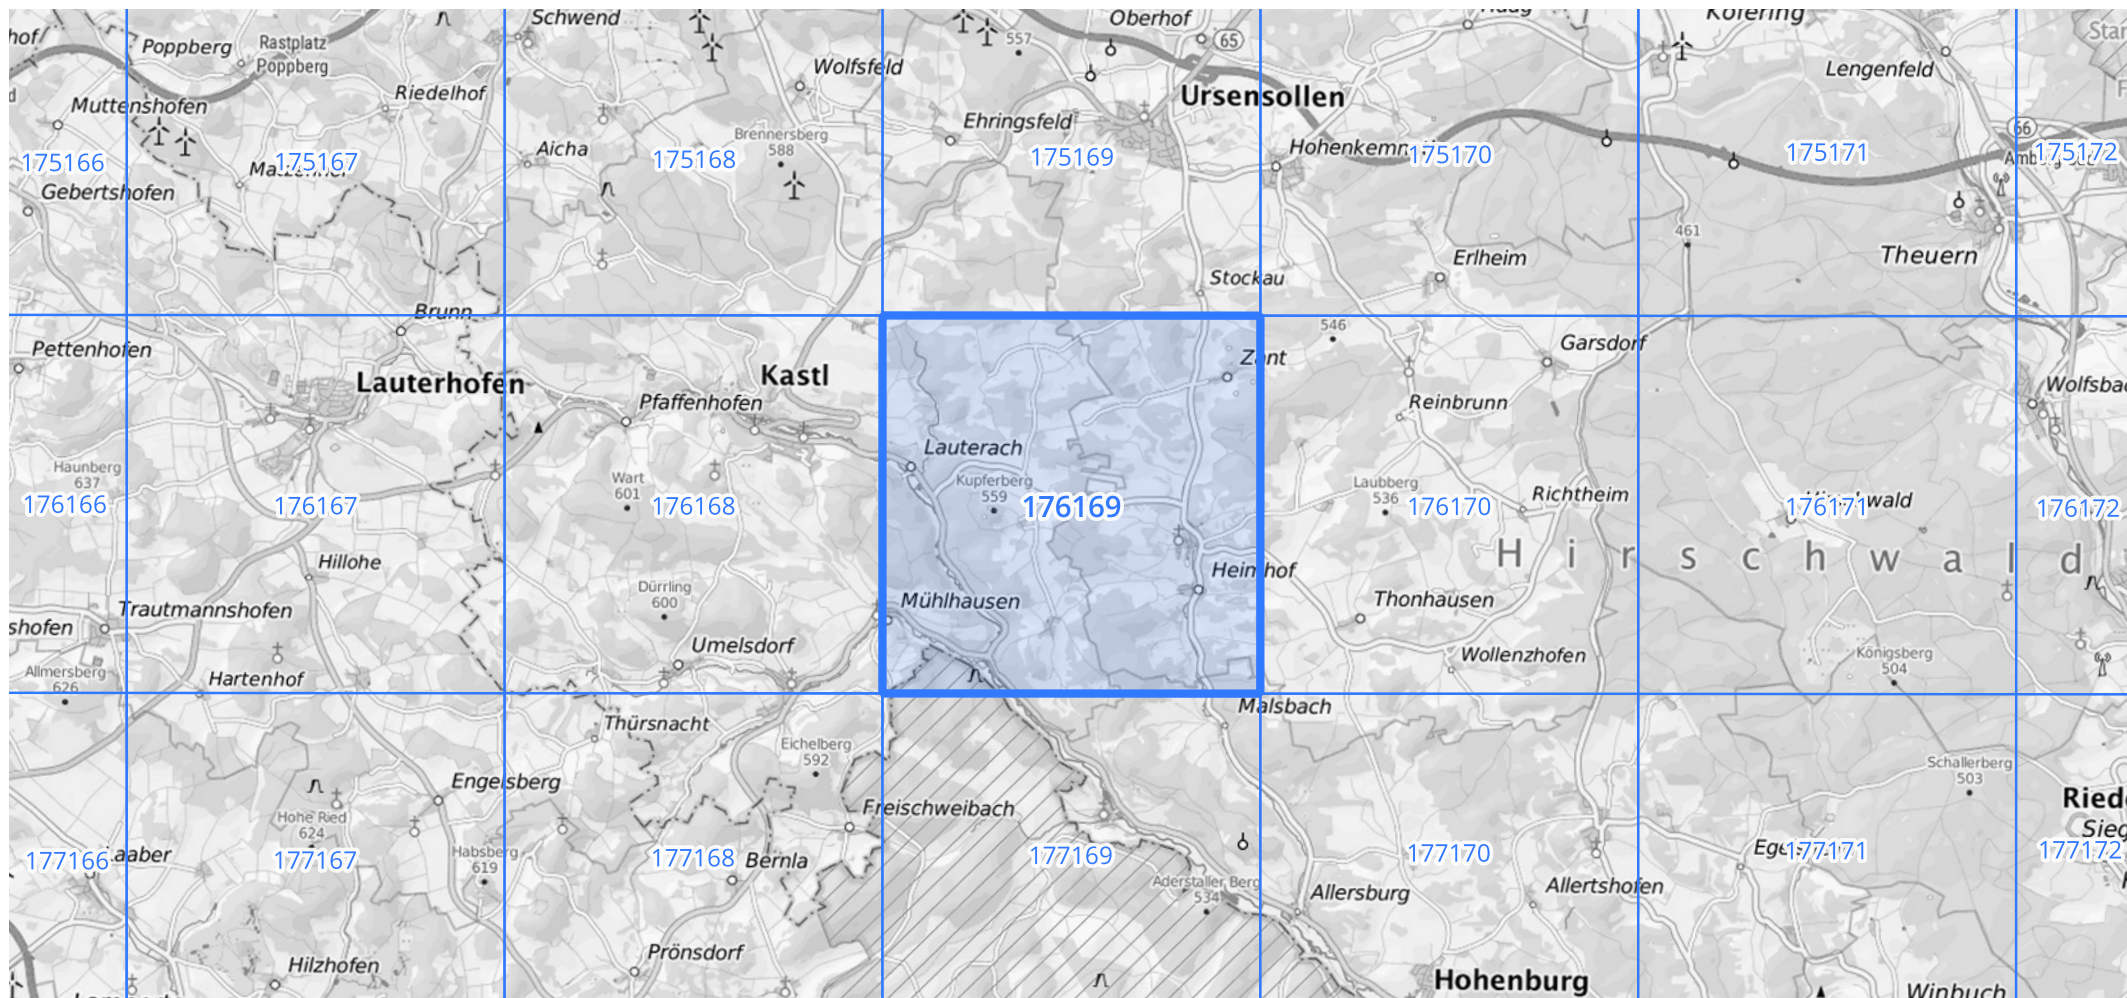 Schwend
Oberhof
Kofering
hof
Poppberg
Rastplatz
Poppberg
557
65
Lengenfeld
Wolfsfeld
Riedelhof
Muttenshofen
Ursensollen
Ehringsfeld
Brennersberg
588
Aicha
66
175166
175167
175168
175169
175170
175171
175172
Gebertshofen
461
Theuern
Erlheim
Stockau
Brunn
546
Garsdorf
Pettenhofen
Zant
Lauterhofen
Kastl
Pfaffenhofen
Reinbrunn
Lauterach
Haunberg
637
Wart
601
Kupferberg
559
Laubberg
536
Richtheim
176166
176167
176168
176169
176170
176171
176172
Hirschwald
Hillohe
Heimhof
Dürrling
600
Mühlhausen
Thonhausen
Trautmannshofen
shofen
Umelsdorf
Wollenzhofen
Königsberg
504
Allmersberg
626
Hartenhof
Malsbach
Thürsnacht
Eichelberg
592
Schallerberg
503
Engelsberg
Freischweibach
Hohe Ried
624
Habsberg
619
Laaber
Bernla
177166
177167
177168
177169
177170
177171
177172
Aderstaller Berg
534
Allersburg
Allertshofen
Prönsdorf
Hilzhofen
Hohenburg
Winbuch